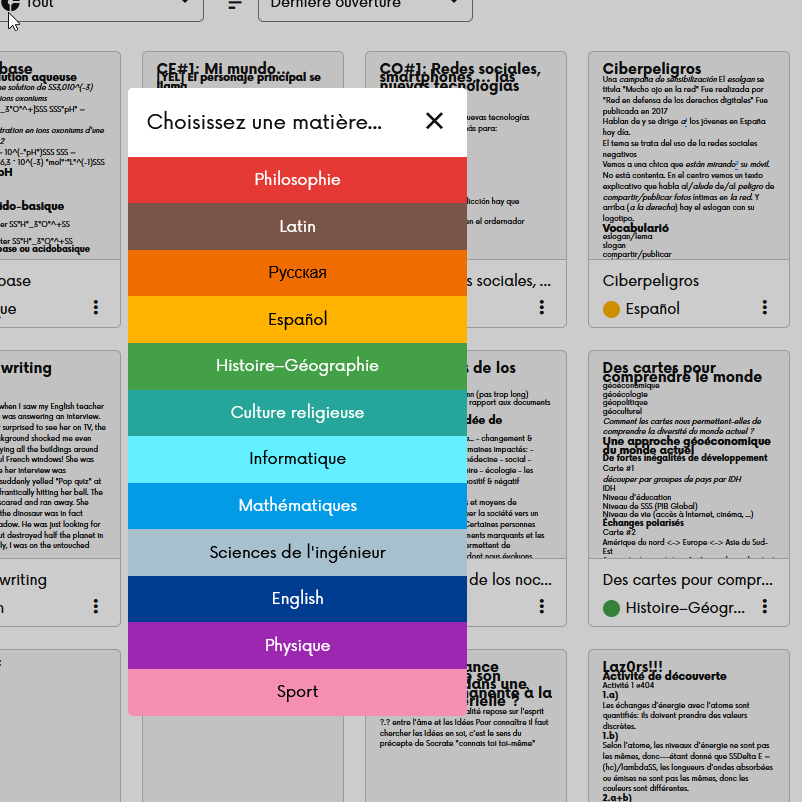 Tout
Dernière ouverture
base
ution aqueuse
ne solution de SS3,010^(-3)
ions oxoniums
_3"O"^+]SSS SSS"pH" =
tration en ions oxoniums d'une
2
- 10^(-"pH")SSS SSS =
6,3 * 10^(-3) "mol"*"L"^(-1)SSS
pH
ido-basique
ter SS"H"_3"O"^+SS
ter SS"H"_3"O"^+SS
base ou acidobasique
base
ue
CE#1: Mi mundo...
[YEL] El personaje principal se
llama
CO#1: Redes sociales,
smartphones ... las
nuevas tecnologías
uevas tecnologías
más para:
dicción hay que
en el ordenador
s sociales, ...
Ciberpeligros
Una campaña de sensibilización El eslogan se
titula "Mucho ojo en la red" Fue realizada por
"Red en defensa de los derechos digitales" Fue
publicada en 2017
Hablan de y se dirige a! los jóvenes en España
hoy día.
El tema se trata del uso de la redes sociales
negativos
Vemos a una chica que están mirando? su móvil.
No está contenta. En el centro vemos un texto
explicativo que habla al/alude de/al peligro de
compartir/publicar fotos íntimas en la red. Y
arriba (a la derecha) hay el eslogan con su
logotipo.
Vocabularió
eslogan/lema
slogan
compartir/publicar
Ciberpeligros
Español
Choisissez une matière...
Philosophie
Latin
Русская
Español
Histoire–Géographie
Culture religieuse
Informatique
Mathématiques
Sciences de l'ingénieur
English
Physique
Sport
writing
when I saw my English teacher
was answering an interview.
surprised to see her on TV, the
kground shocked me even
ying all the buildings around
ul French windows! She was
e her interview was
suddenly yelled "Pop quiz" at
frantically hitting her bell. The
scared and ran away. She
the dinosaur was in fact
adow. He was just looking for
ut destroyed half the planet in
ly, I was on the untouched
writing
s de los
mn (pas trop long)
rapport aux documents
dée de
... - changement &
maines impactés: -
édecine - social -
ire - écologie - les
positif & négatif
s et moyens de
uer la société vers un
Certaines personnes
ments marquants et les
ermettent de
dont nous évoluons
de los noc...
Des cartes pour
comprendre le monde
géoéconomique
géoécologie
géopolitique
géoculturel
Comment les cartes nous permettent-elles de
comprendre la diversité du monde actuel ?
Une approche géoéconomique
du monde actuel
De fortes inégalités de développement
Carte #1
découper par groupes de pays par IDH
IDH
Niveau d'éducation
Niveau de SSS (PIB Global)
Niveau de vie (accès à Internet, cinéma, ...)
Échanges polarisés
Carte #2
Amérique du nord <-> Europe <-> Asie du Sud-
Est
Des cartes pour compr...
Histoire–Géogr...
ance
e son
dans une
manente à la
érielle ?
alité repose sur l'esprit
?.? entre l'âme et les Idées Pour connaître il faut
chercher les Idées en soi, c'est le sens du
précepte de Socrate "connais toi toi-même"
Laz0rs!!!
Activité de découverte
Activité 1 #404
1.a)
Les échanges d'énergie avec l'atome sont
quantifiés: ils doivent prendre des valeurs
discrètes.
1.b)
Selon l'atome, les niveaux d'énergie ne sont pas
les mêmes, donc---étant donné que SSDelta E =
(hc)/lambdaSS, les longueurs d'ondes absorbées
ou émises ne sont pas les mêmes, donc les
couleurs sont différentes.
2.a+b)